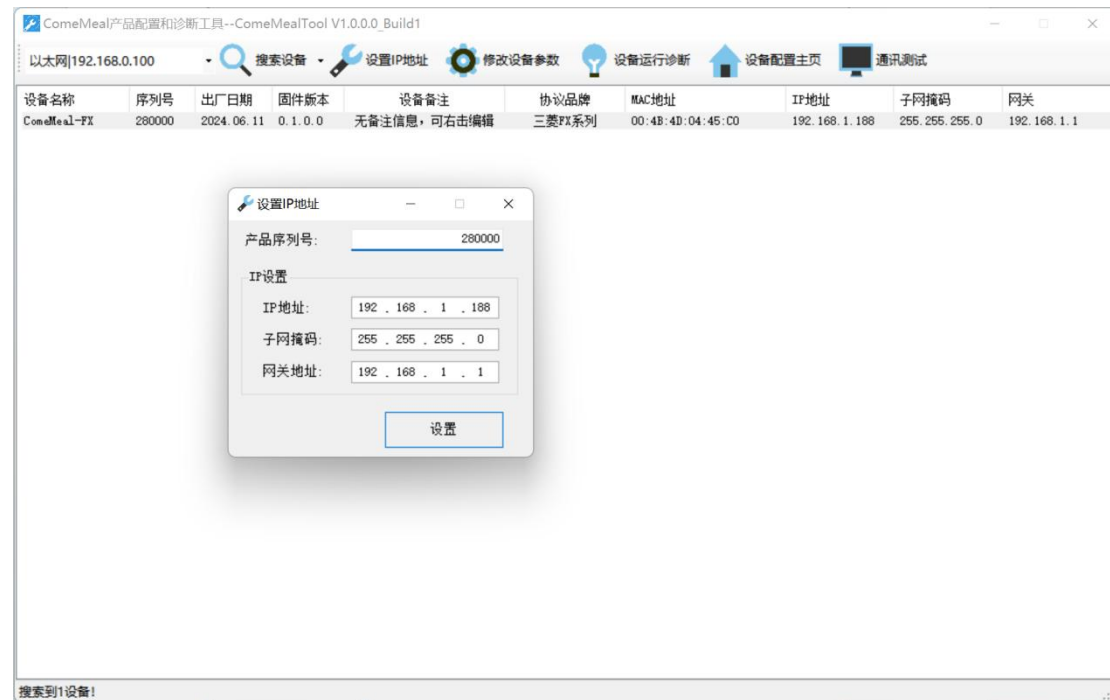 ComeMeal产品配置和诊断工具--ComeMealTool V1.0.0.0_Build1
以太网|192.168.0.100 搜索设备 设置IP地址 修改设备参数 设备运行诊断 设备配置主页 通讯测试
设备名称 序列号 出厂日期 固件版本 设备备注 协议品牌 MAC地址 IP地址 子网掩码 网关
ComeMeal-FX 280000 2024.06.11 0.1.0.0 无备注信息，可右击编辑 三菱FX系列 00:4B:4D:04:45:C0 192.168.1.188 255.255.255.0 192.168.1.1
设置IP地址
产品序列号: 280000
IP设置
IP地址: 192 . 168 . 1 . 188
子网掩码: 255 . 255 . 255 . 0
网关地址: 192 . 168 . 1 . 1
设置
搜索到1设备!